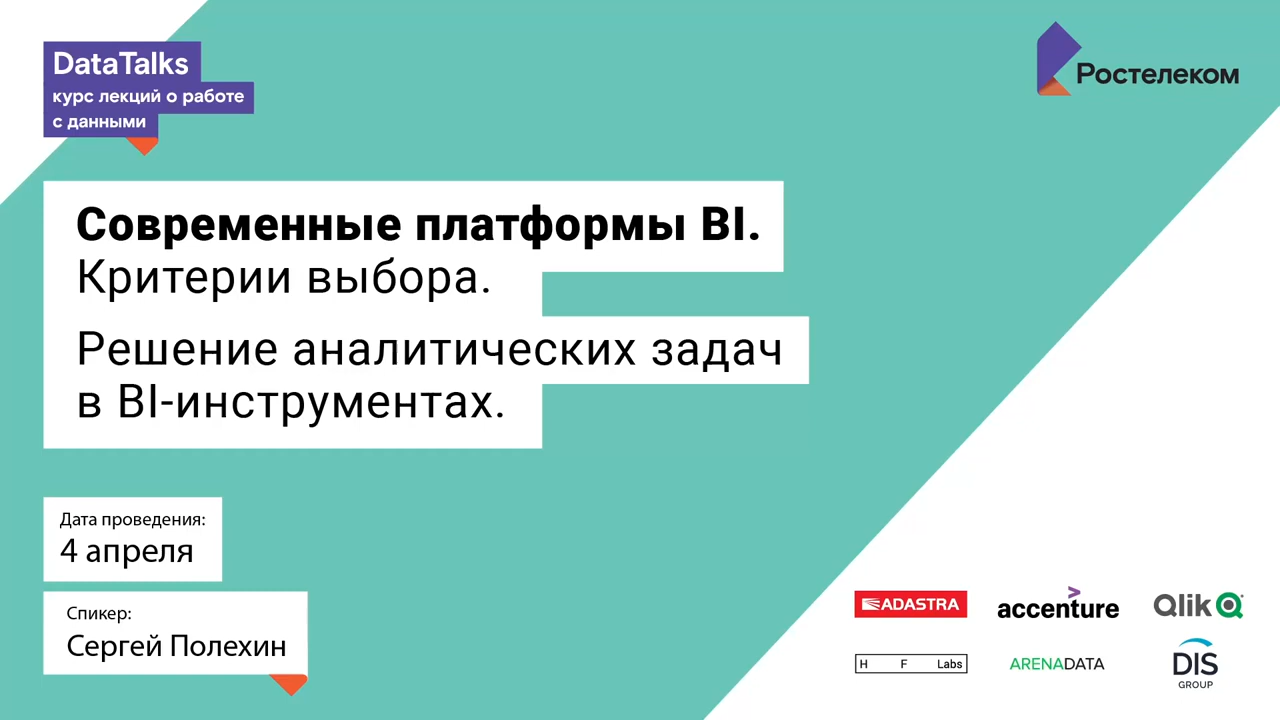 DataTalks
курс лекций о работе
с данными
Ростелеком
Современные платформы BI.
Критерии выбора.
Решение аналитических задач
в BI-инструментах.
Дата проведения:
4 апреля
Спикер:
Сергей Полехин
ADASTRA
accenture
Qlik
H F Labs
ARENADATA
DIS
GROUP